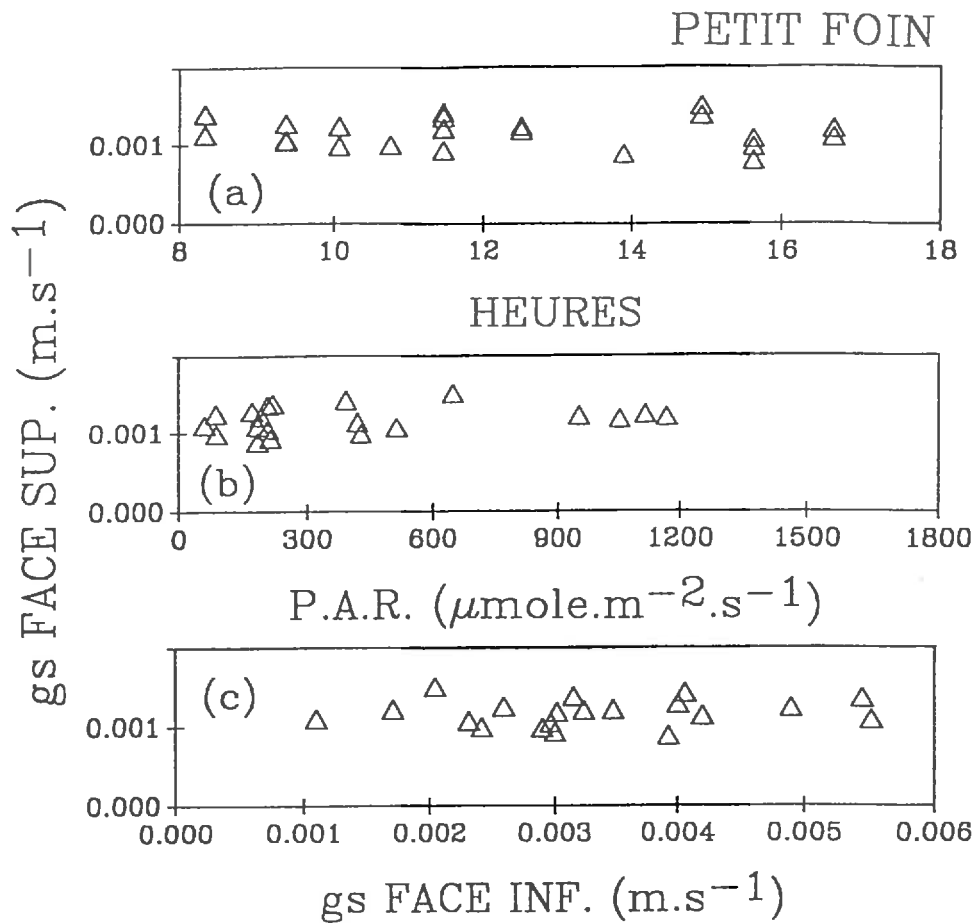 PETIT FOIN
gs FACE SUP. (m.s−1)
0.001
0.000
(a)
8 10 12 14 16 18
HEURES
0.001
0.000
(b)
0 300 600 900 1200 1500 1800
P.A.R. (μmole.m−2.s−1)
0.001
0.000
(c)
0.000 0.001 0.002 0.003 0.004 0.005 0.006
gs FACE INF. (m.s−1)